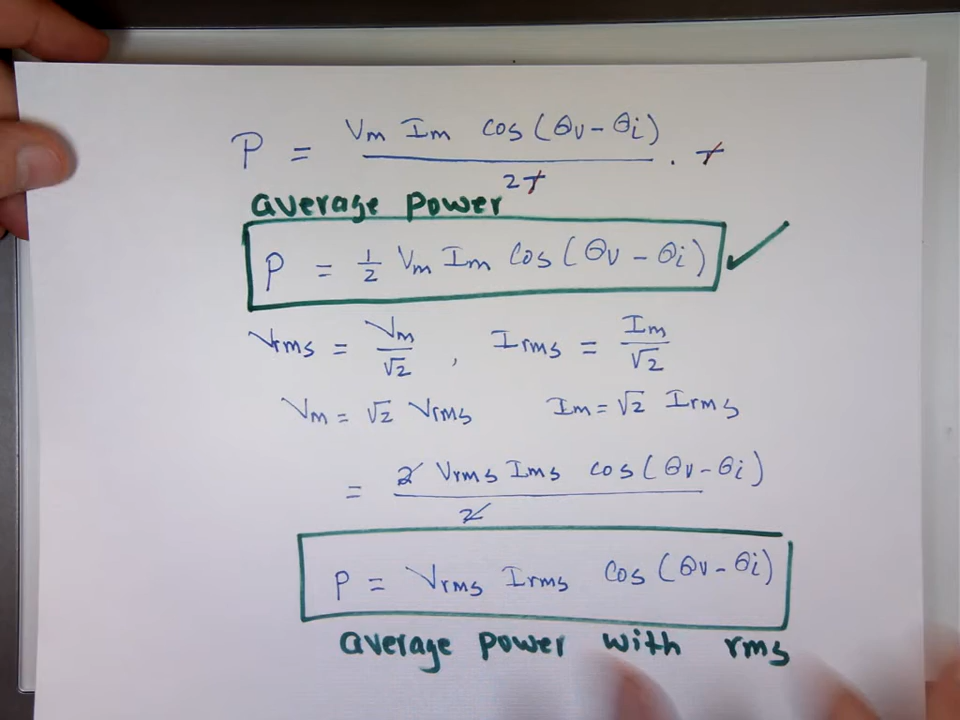 P = Vm Im cos(θv - θi) / 2T . T
average power
P = 1/2 Vm Im cos(θv - θi) ✓
Vrms = Vm/√2 , Irms = Im/√2
Vm = √2 Vrms Im = √2 Irms
= 2 Vrms Ims cos(θv - θi) / 2
P = Vrms Irms cos(θv - θi)
average power with rms